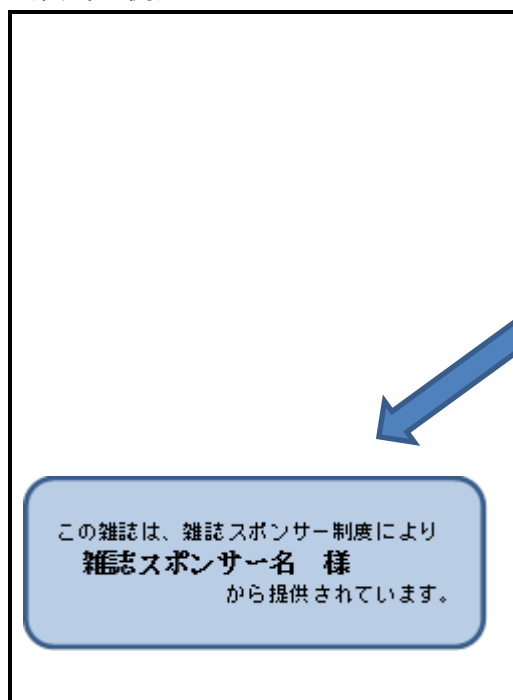 この雑誌は、雑誌スポンサー制度により
雑誌スポンサー名　様
から提供されています。